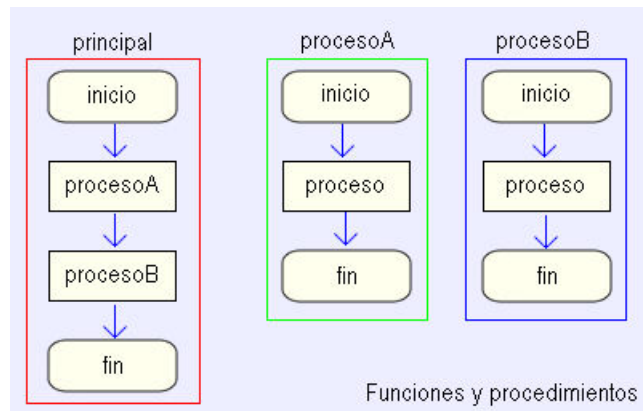 principal
inicio
procesoA
procesoB
fin
procesoA
inicio
proceso
fin
procesoB
inicio
proceso
fin
Funciones y procedimientos